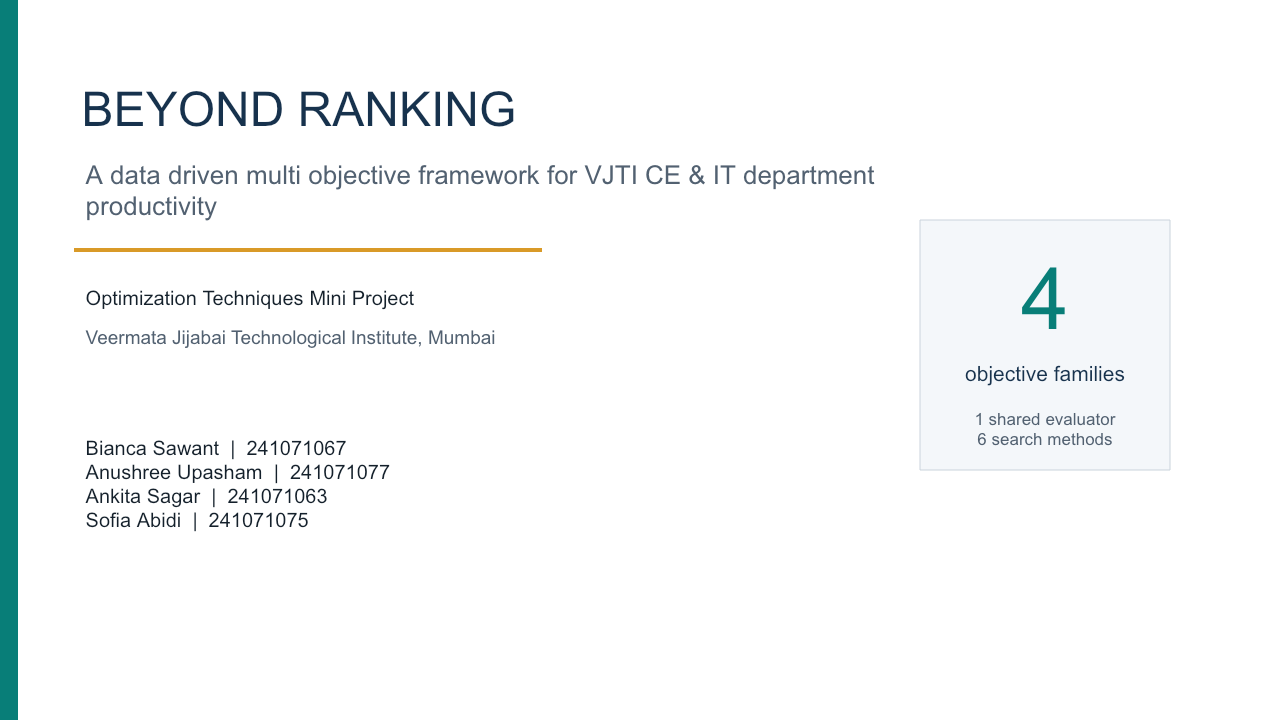 BEYOND RANKING
A data driven multi objective framework for VJTI CE & IT department
productivity
Optimization Techniques Mini Project
Veermata Jijabai Technological Institute, Mumbai
Bianca Sawant | 241071067
Anushree Upasham | 241071077
Ankita Sagar | 241071063
Sofia Abidi | 241071075
4
objective families
1 shared evaluator
6 search methods